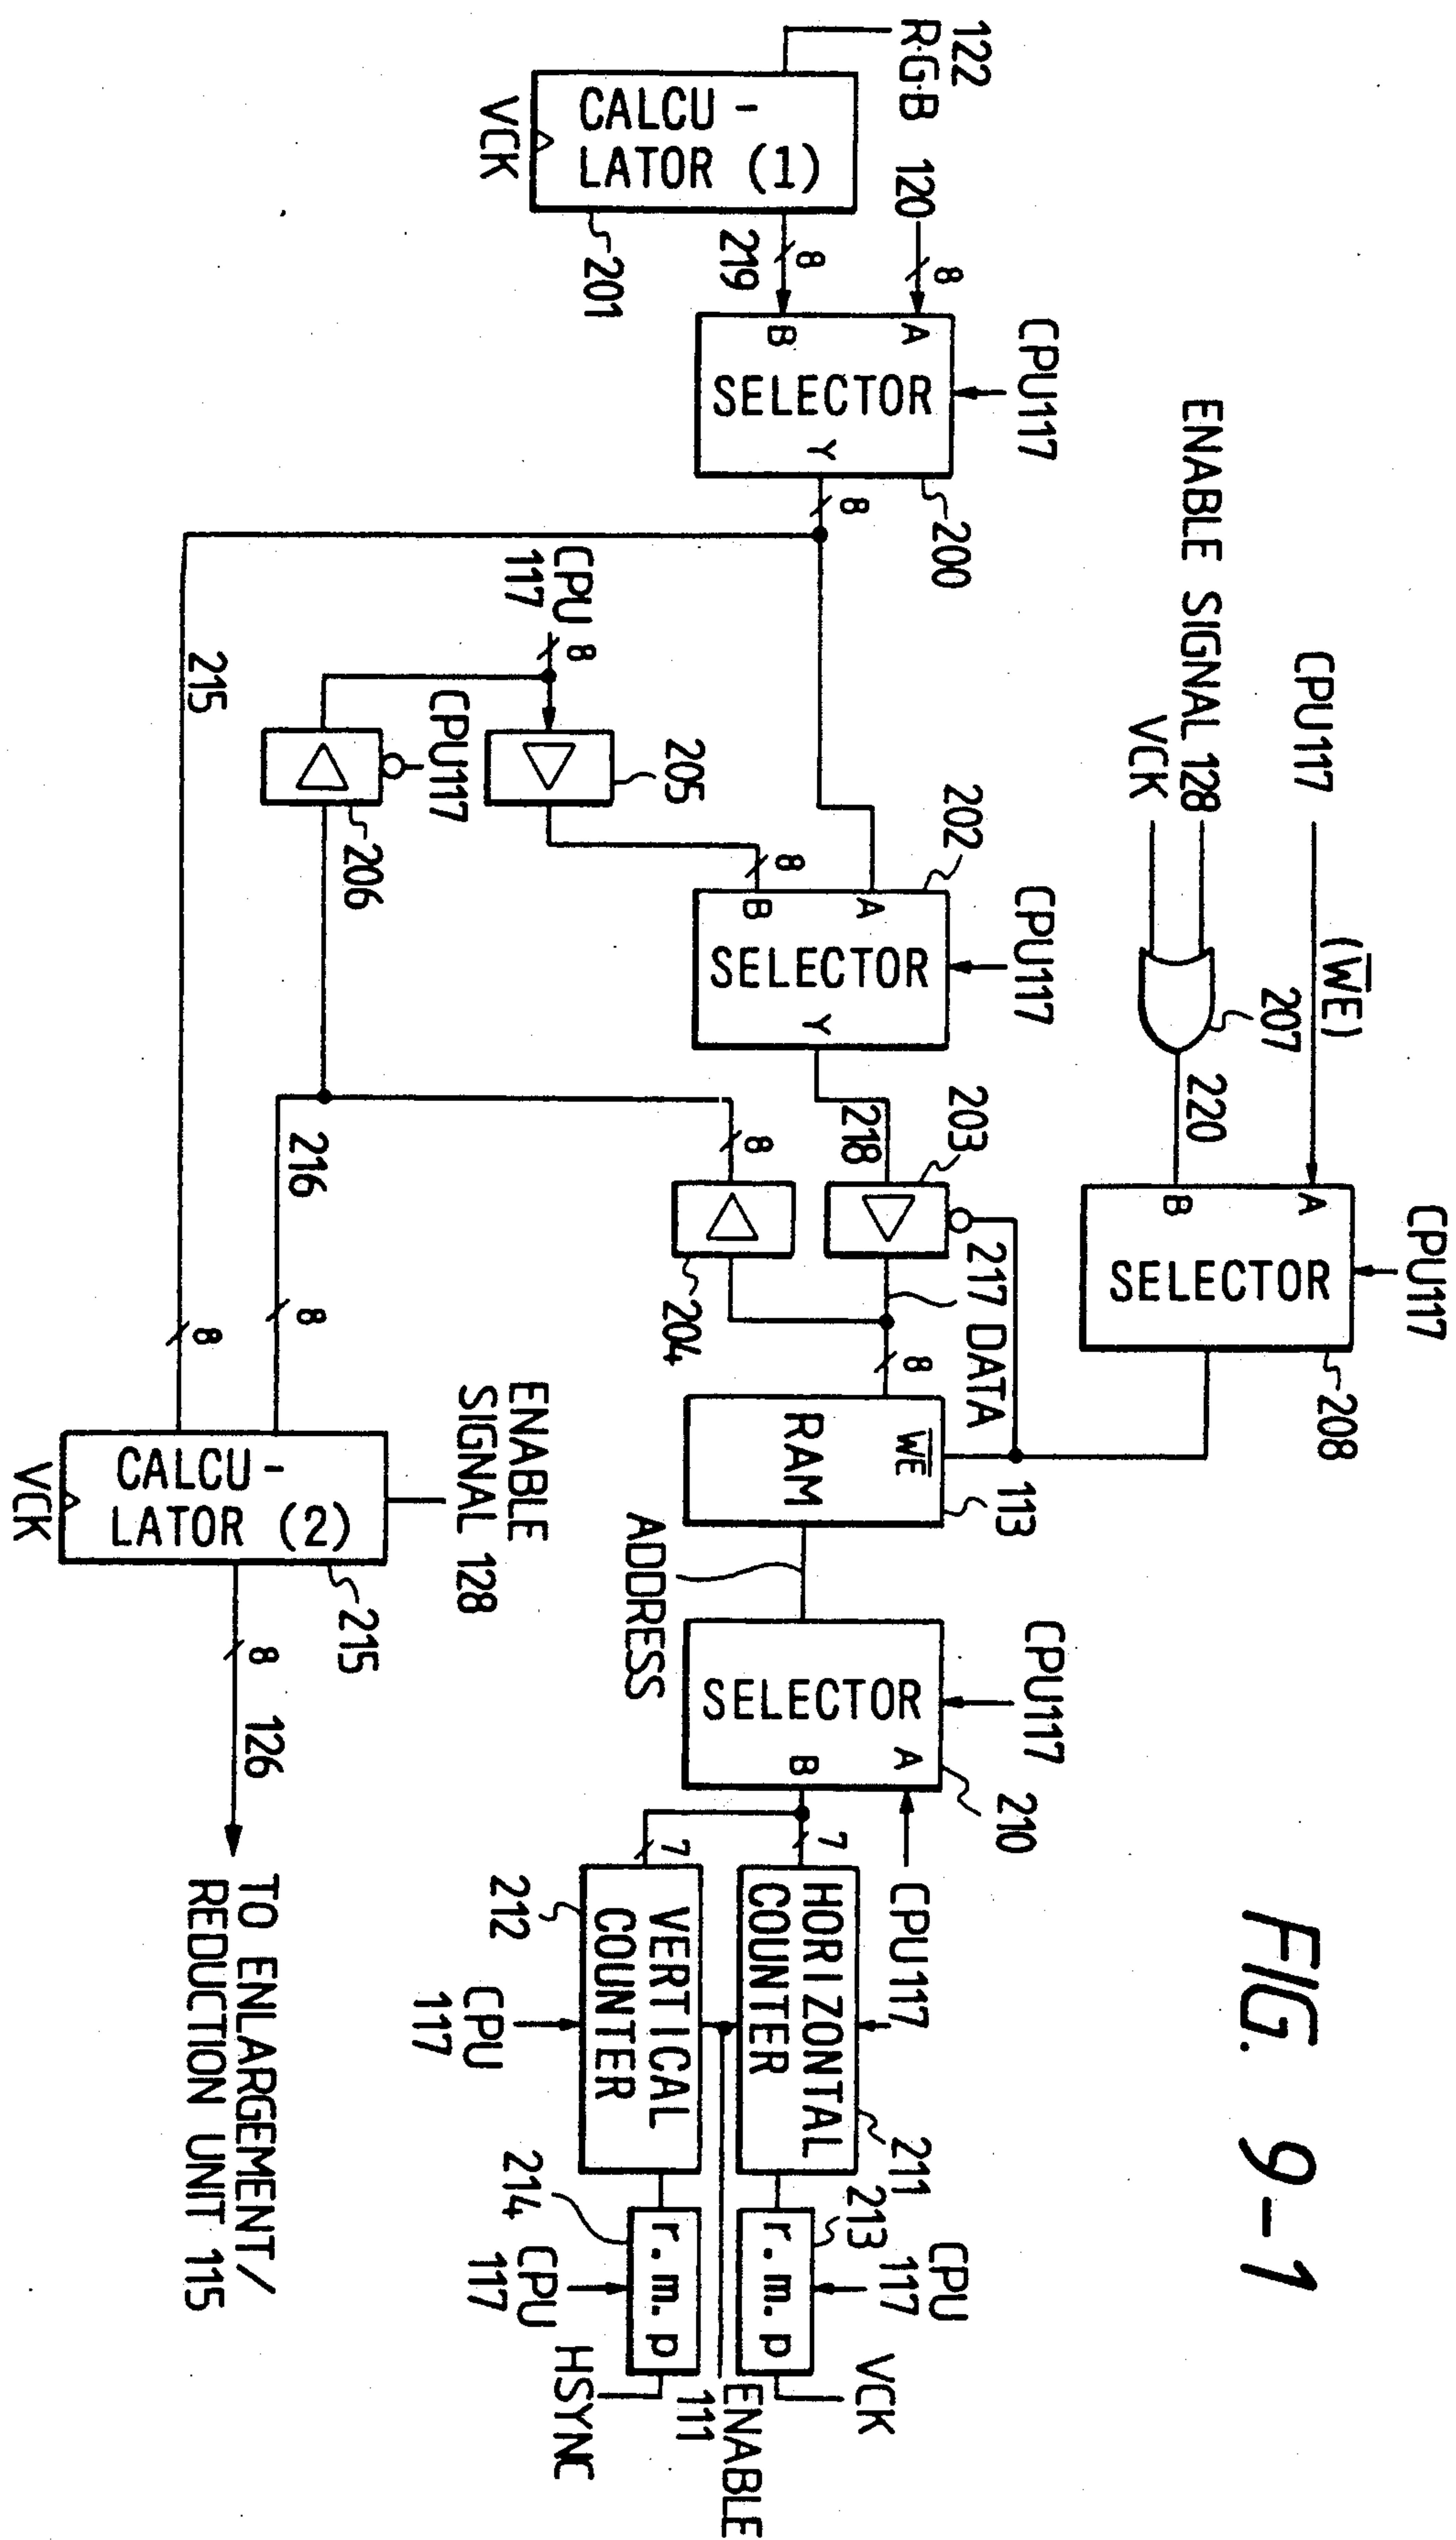 FIG. 9-1
122
R·G·B
120
8
CALCU-
LATOR (1)
VCK
201
8
219
CPU117
A
B
SELECTOR
Y
200
8
ENABLE SIGNAL 128
VCK
CPU117
(WE)
207
220
CPU117
A
B
SELECTOR
208
CPU
117
8
205
CPU117
206
215
202
8
CPU117
A
B
SELECTOR
Y
218
203
217 DATA
8
204
8
216
8
8
WE
RAM
113
ADDRESS
ENABLE
SIGNAL 128
CALCU-
LATOR (2)
VCK
215
8
126
TO ENLARGEMENT/
REDUCTION UNIT 115
CPU117
SELECTOR
A
B
210
7
7
CPU117
HORIZONTAL
COUNTER
211
VERTICAL
COUNTER
212
CPU
117
213
r.m.p
CPU
117
VCK
214
r.m.p
CPU
117
HSYNC
ENABLE
111